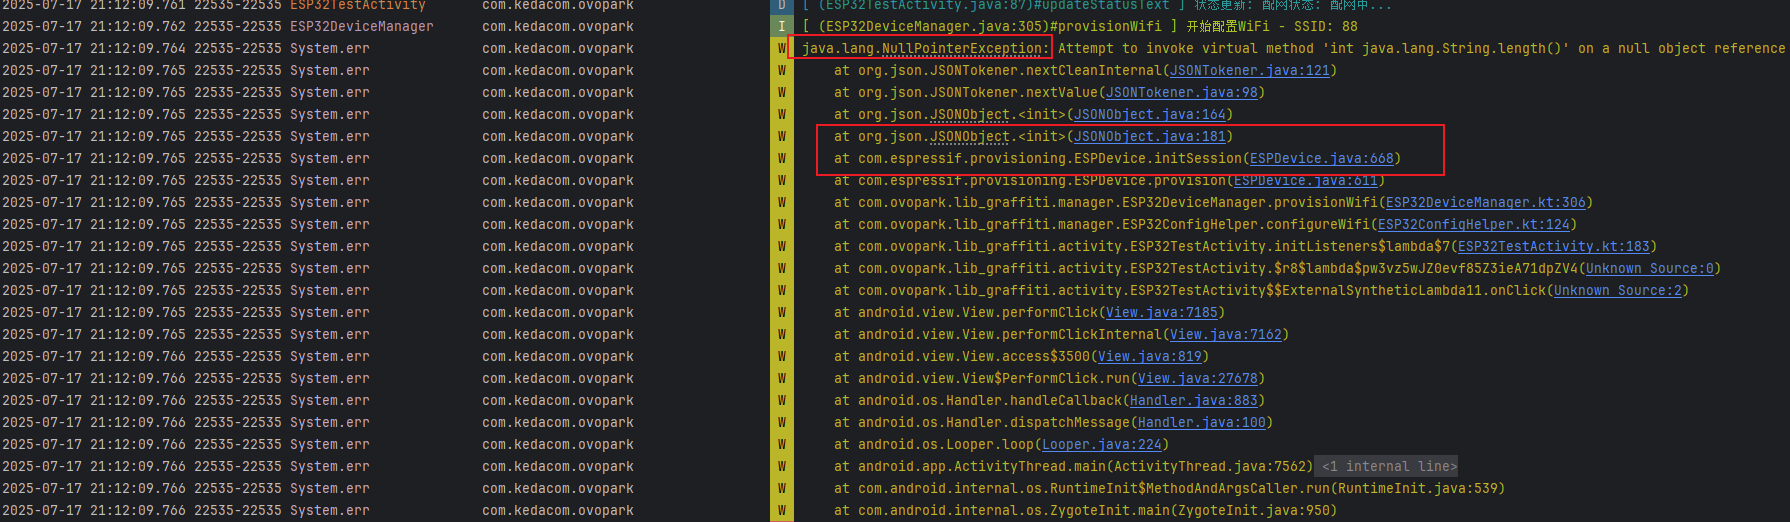 2025-07-17 21:12:09.761 22535-22535 ESP32TestActivity com.kedacom.ovopark D [ (ESP32TestActivity.java:87)#updateStatusText ] 状态更新: 配网状态: 配网中...
2025-07-17 21:12:09.762 22535-22535 ESP32DeviceManager com.kedacom.ovopark I [ (ESP32DeviceManager.java:305)#provisionWifi ] 开始配置WiFi - SSID: 88
2025-07-17 21:12:09.764 22535-22535 System.err com.kedacom.ovopark W java.lang.NullPointerException: Attempt to invoke virtual method 'int java.lang.String.length()' on a null object reference
2025-07-17 21:12:09.765 22535-22535 System.err com.kedacom.ovopark W at org.json.JSONTokener.nextCleanInternal(JSONTokener.java:121)
2025-07-17 21:12:09.765 22535-22535 System.err com.kedacom.ovopark W at org.json.JSONTokener.nextValue(JSONTokener.java:98)
2025-07-17 21:12:09.765 22535-22535 System.err com.kedacom.ovopark W at org.json.JSONObject.<init>(JSONObject.java:164)
2025-07-17 21:12:09.765 22535-22535 System.err com.kedacom.ovopark W at org.json.JSONObject.<init>(JSONObject.java:181)
2025-07-17 21:12:09.765 22535-22535 System.err com.kedacom.ovopark W at com.espressif.provisioning.ESPDevice.initSession(ESPDevice.java:668)
2025-07-17 21:12:09.765 22535-22535 System.err com.kedacom.ovopark W at com.espressif.provisioning.ESPDevice.provision(ESPDevice.java:611)
2025-07-17 21:12:09.765 22535-22535 System.err com.kedacom.ovopark W at com.ovopark.lib_graffiti.manager.ESP32DeviceManager.provisionWifi(ESP32DeviceManager.kt:306)
2025-07-17 21:12:09.765 22535-22535 System.err com.kedacom.ovopark W at com.ovopark.lib_graffiti.manager.ESP32ConfigHelper.configureWifi(ESP32ConfigHelper.kt:124)
2025-07-17 21:12:09.765 22535-22535 System.err com.kedacom.ovopark W at com.ovopark.lib_graffiti.activity.ESP32TestActivity.initListeners$lambda$7(ESP32TestActivity.kt:183)
2025-07-17 21:12:09.765 22535-22535 System.err com.kedacom.ovopark W at com.ovopark.lib_graffiti.activity.ESP32TestActivity.$r8$lambda$pw3vz5wJZ0evf85Z3ieA71dpZV4(Unknown Source:0)
2025-07-17 21:12:09.765 22535-22535 System.err com.kedacom.ovopark W at com.ovopark.lib_graffiti.activity.ESP32TestActivity$$ExternalSyntheticLambda11.onClick(Unknown Source:2)
2025-07-17 21:12:09.765 22535-22535 System.err com.kedacom.ovopark W at android.view.View.performClick(View.java:7185)
2025-07-17 21:12:09.765 22535-22535 System.err com.kedacom.ovopark W at android.view.View.performClickInternal(View.java:7162)
2025-07-17 21:12:09.766 22535-22535 System.err com.kedacom.ovopark W at android.view.View.access$3500(View.java:819)
2025-07-17 21:12:09.766 22535-22535 System.err com.kedacom.ovopark W at android.view.View$PerformClick.run(View.java:27678)
2025-07-17 21:12:09.766 22535-22535 System.err com.kedacom.ovopark W at android.os.Handler.handleCallback(Handler.java:883)
2025-07-17 21:12:09.766 22535-22535 System.err com.kedacom.ovopark W at android.os.Handler.dispatchMessage(Handler.java:100)
2025-07-17 21:12:09.766 22535-22535 System.err com.kedacom.ovopark W at android.os.Looper.loop(Looper.java:224)
2025-07-17 21:12:09.766 22535-22535 System.err com.kedacom.ovopark W at android.app.ActivityThread.main(ActivityThread.java:7562) <1 internal line>
2025-07-17 21:12:09.766 22535-22535 System.err com.kedacom.ovopark W at com.android.internal.os.RuntimeInit$MethodAndArgsCaller.run(RuntimeInit.java:539)
2025-07-17 21:12:09.766 22535-22535 System.err com.kedacom.ovopark W at com.android.internal.os.ZygoteInit.main(ZygoteInit.java:950)